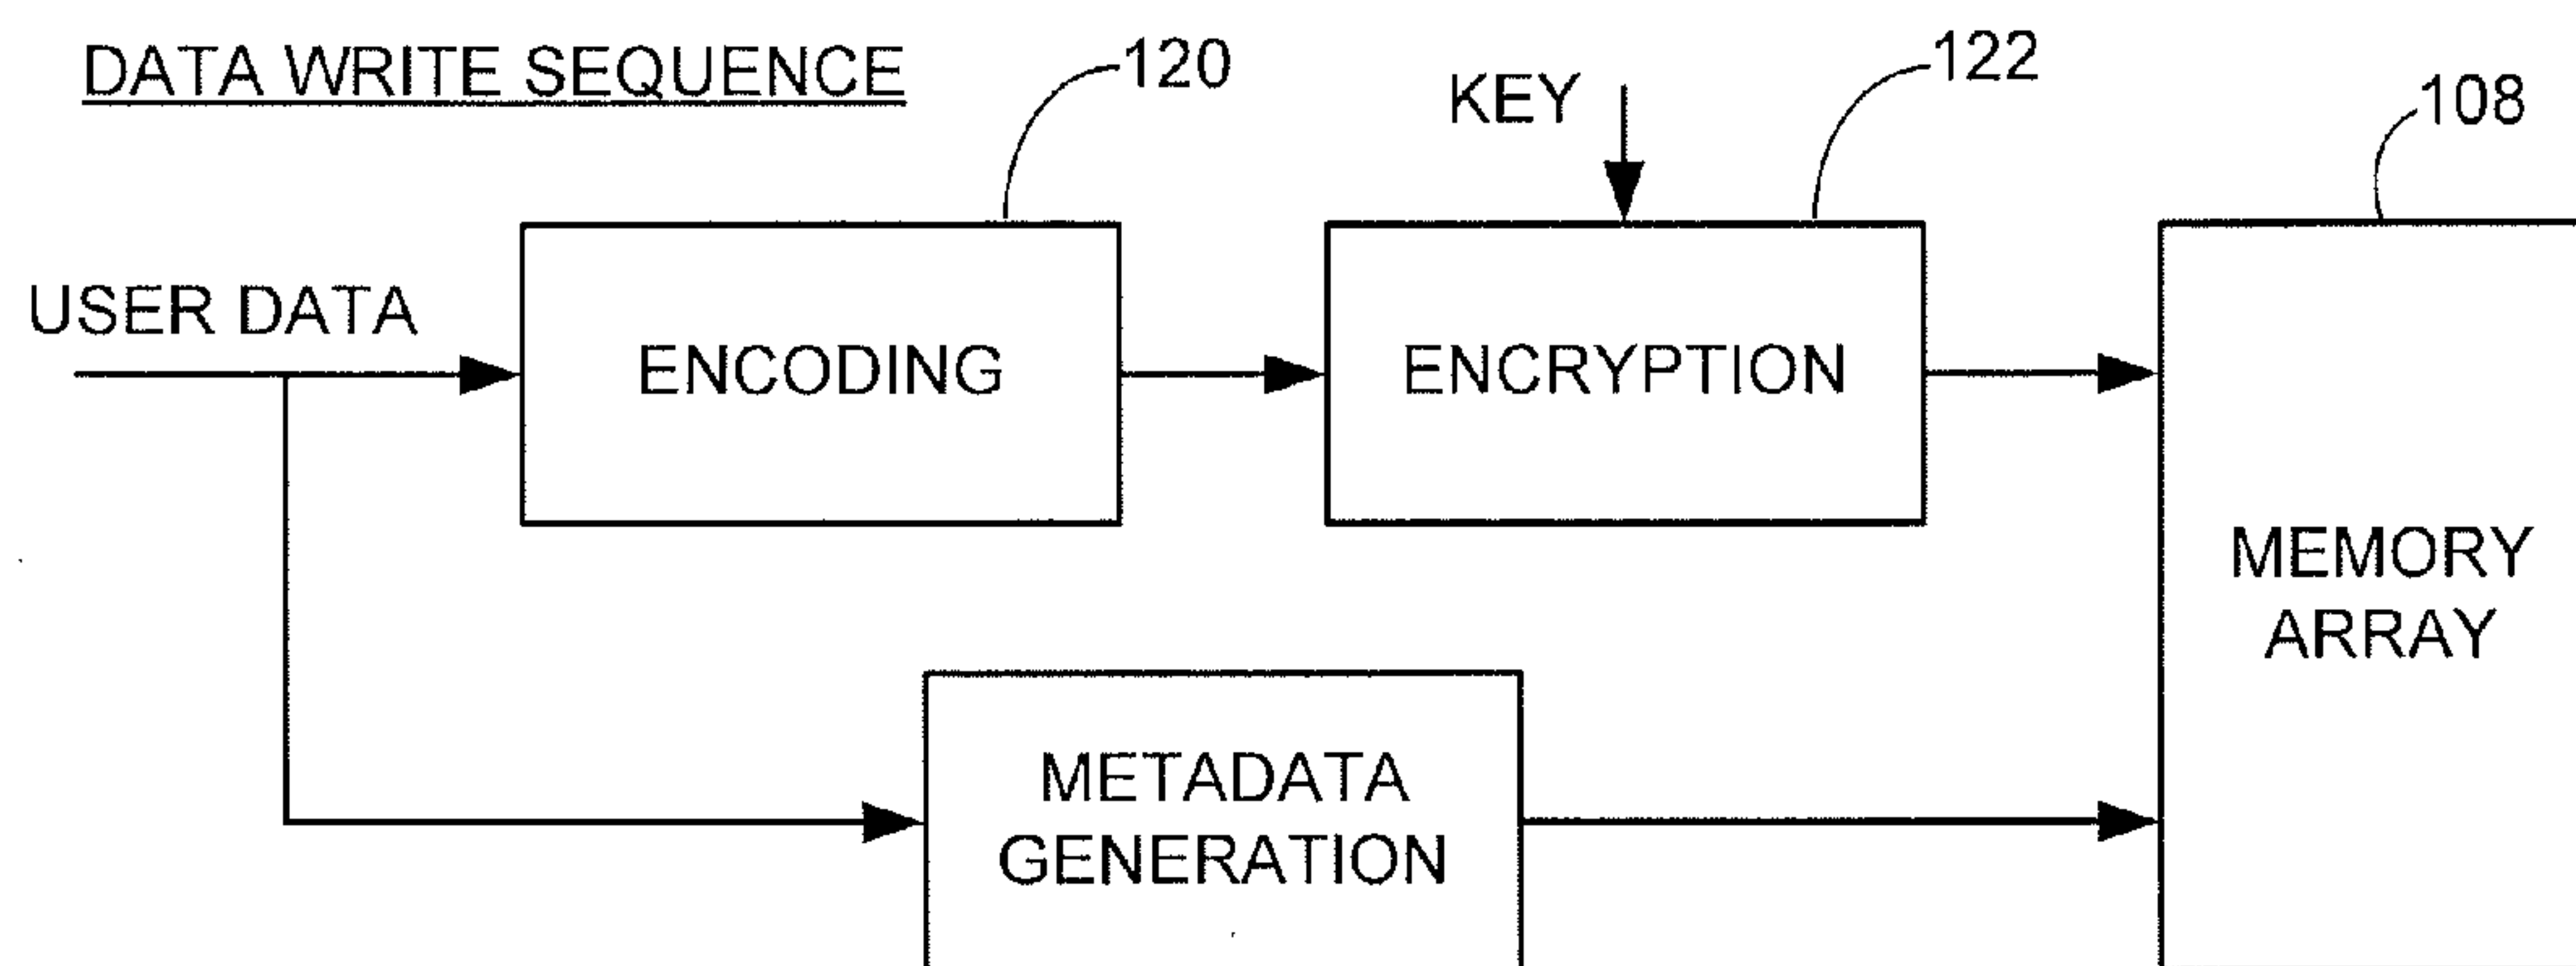 DATA WRITE SEQUENCE
120
KEY
122
108
USER DATA
ENCODING
ENCRYPTION
MEMORY
ARRAY
METADATA
GENERATION